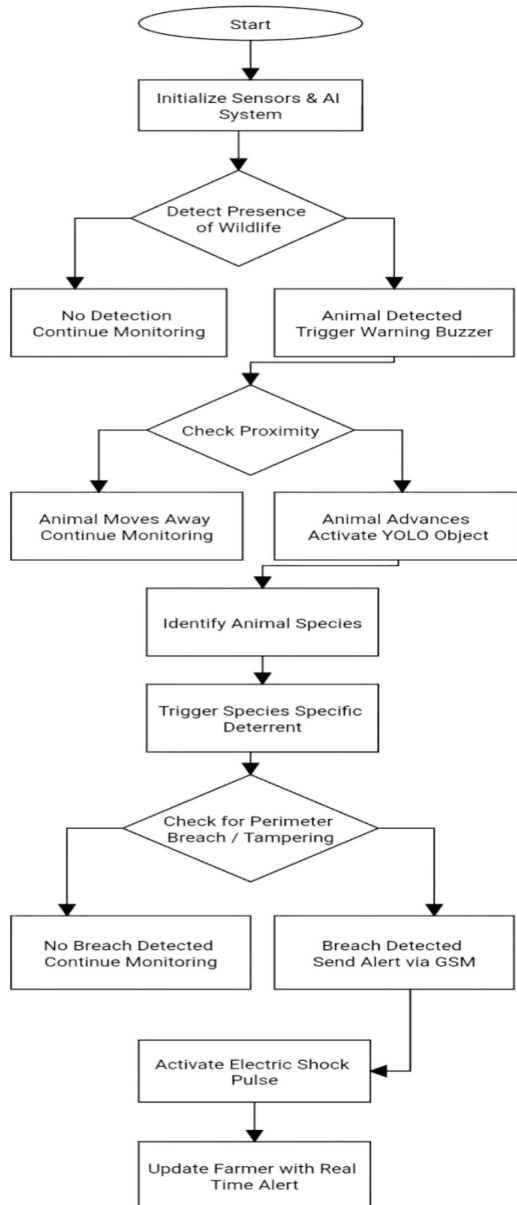 Start
Initialize Sensors & AI
System
Detect Presence
of Wildlife
No Detection
Continue Monitoring
Animal Detected
Trigger Warning Buzzer
Check Proximity
Animal Moves Away
Continue Monitoring
Animal Advances
Activate YOLO Object
Identify Animal Species
Trigger Species Specific
Deterrent
Check for Perimeter
Breach / Tampering
No Breach Detected
Continue Monitoring
Breach Detected
Send Alert via GSM
Activate Electric Shock
Pulse
Update Farmer with Real
Time Alert